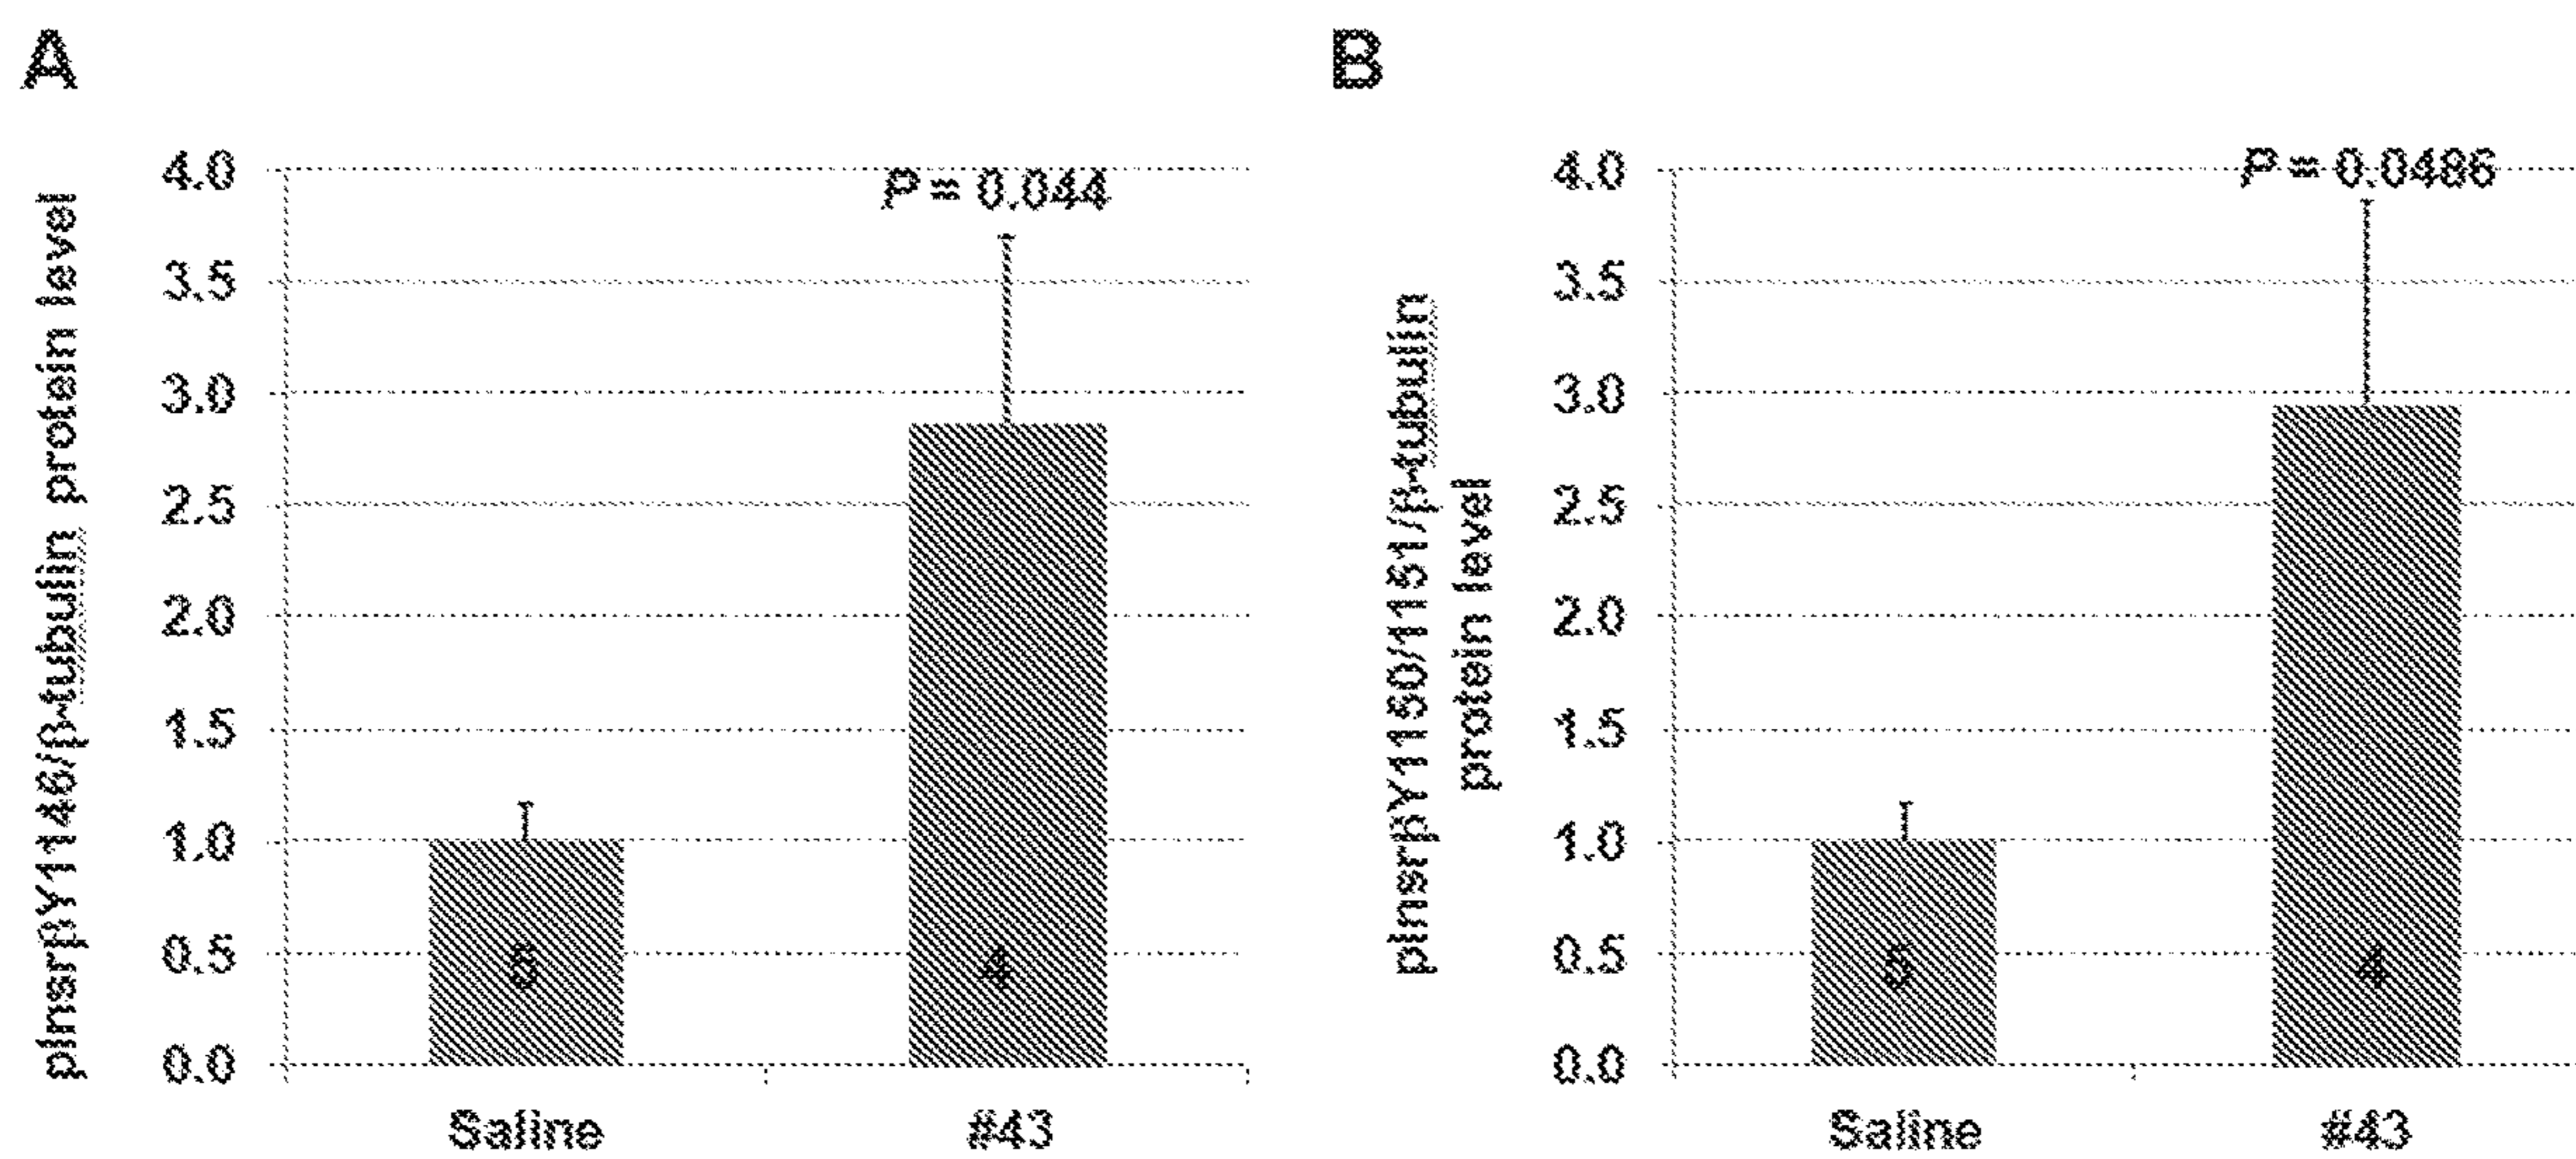 A
pInsrβY1146/β-tubulin protein level
4.0
3.5
3.0
2.5
2.0
1.5
1.0
0.5
0.0
P = 0.044
4
Saline
#43
B
pInsrβY1150/1151/β-tubulin
protein level
4.0
3.5
3.0
2.5
2.0
1.5
1.0
0.5
0.0
P = 0.0486
5
4
Saline
#43